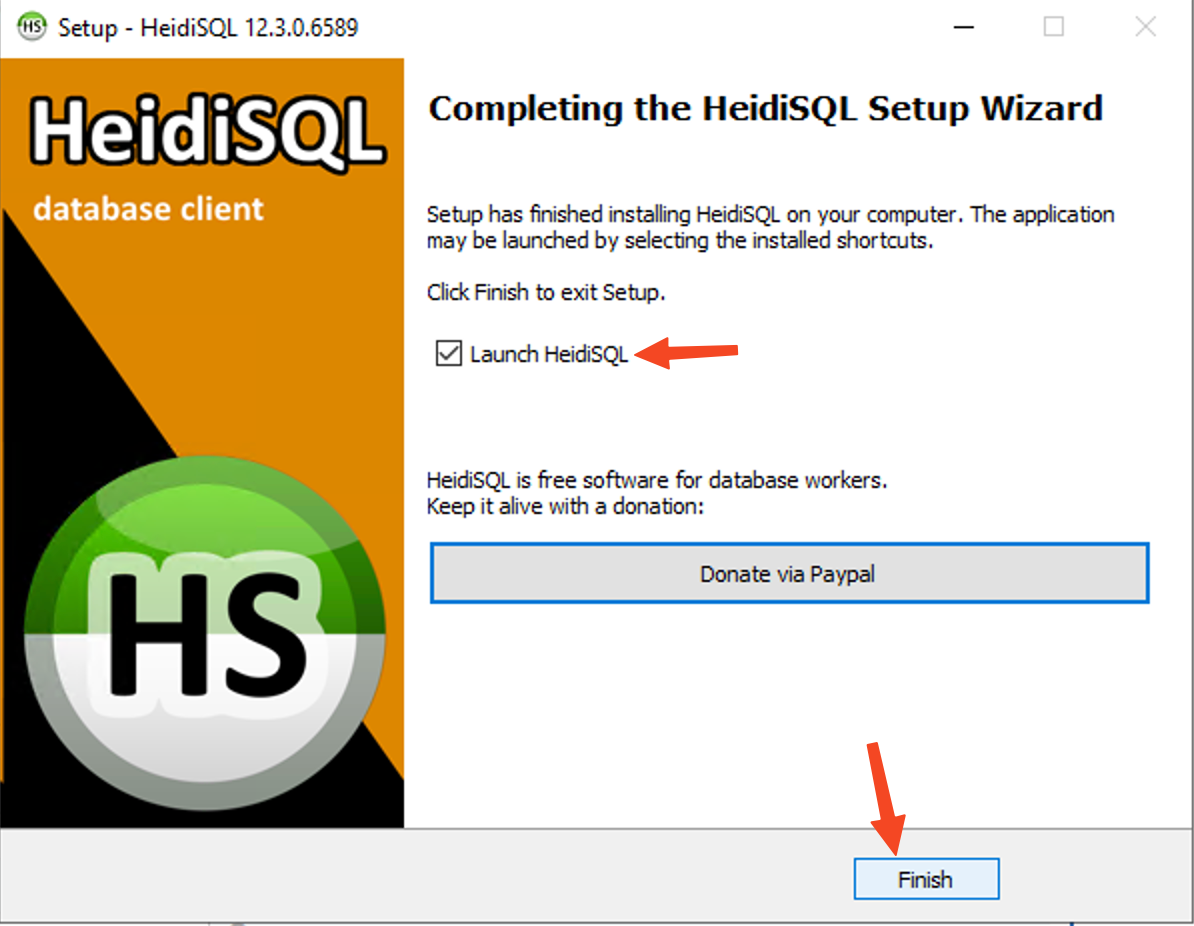 HS Setup - HeidiSQL 12.3.0.6589
HeidiSQL
database client
HS
Completing the HeidiSQL Setup Wizard
Setup has finished installing HeidiSQL on your computer. The application
may be launched by selecting the installed shortcuts.
Click Finish to exit Setup.
Launch HeidiSQL
HeidiSQL is free software for database workers.
Keep it alive with a donation:
Donate via Paypal
Finish